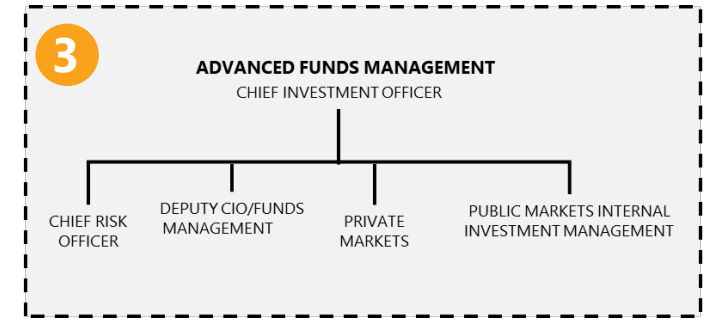 3
ADVANCED FUNDS MANAGEMENT
CHIEF INVESTMENT OFFICER
CHIEF RISK
OFFICER
DEPUTY CIO/FUNDS
MANAGEMENT
PRIVATE
MARKETS
PUBLIC MARKETS INTERNAL
INVESTMENT MANAGEMENT